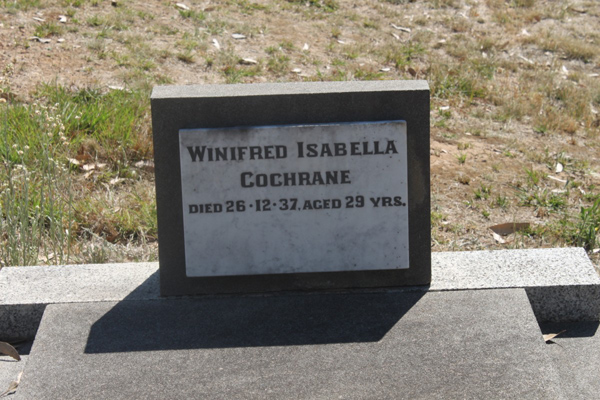 Winifred Isabella
Cochrane
Died 26·12·37, aged 29 yrs.